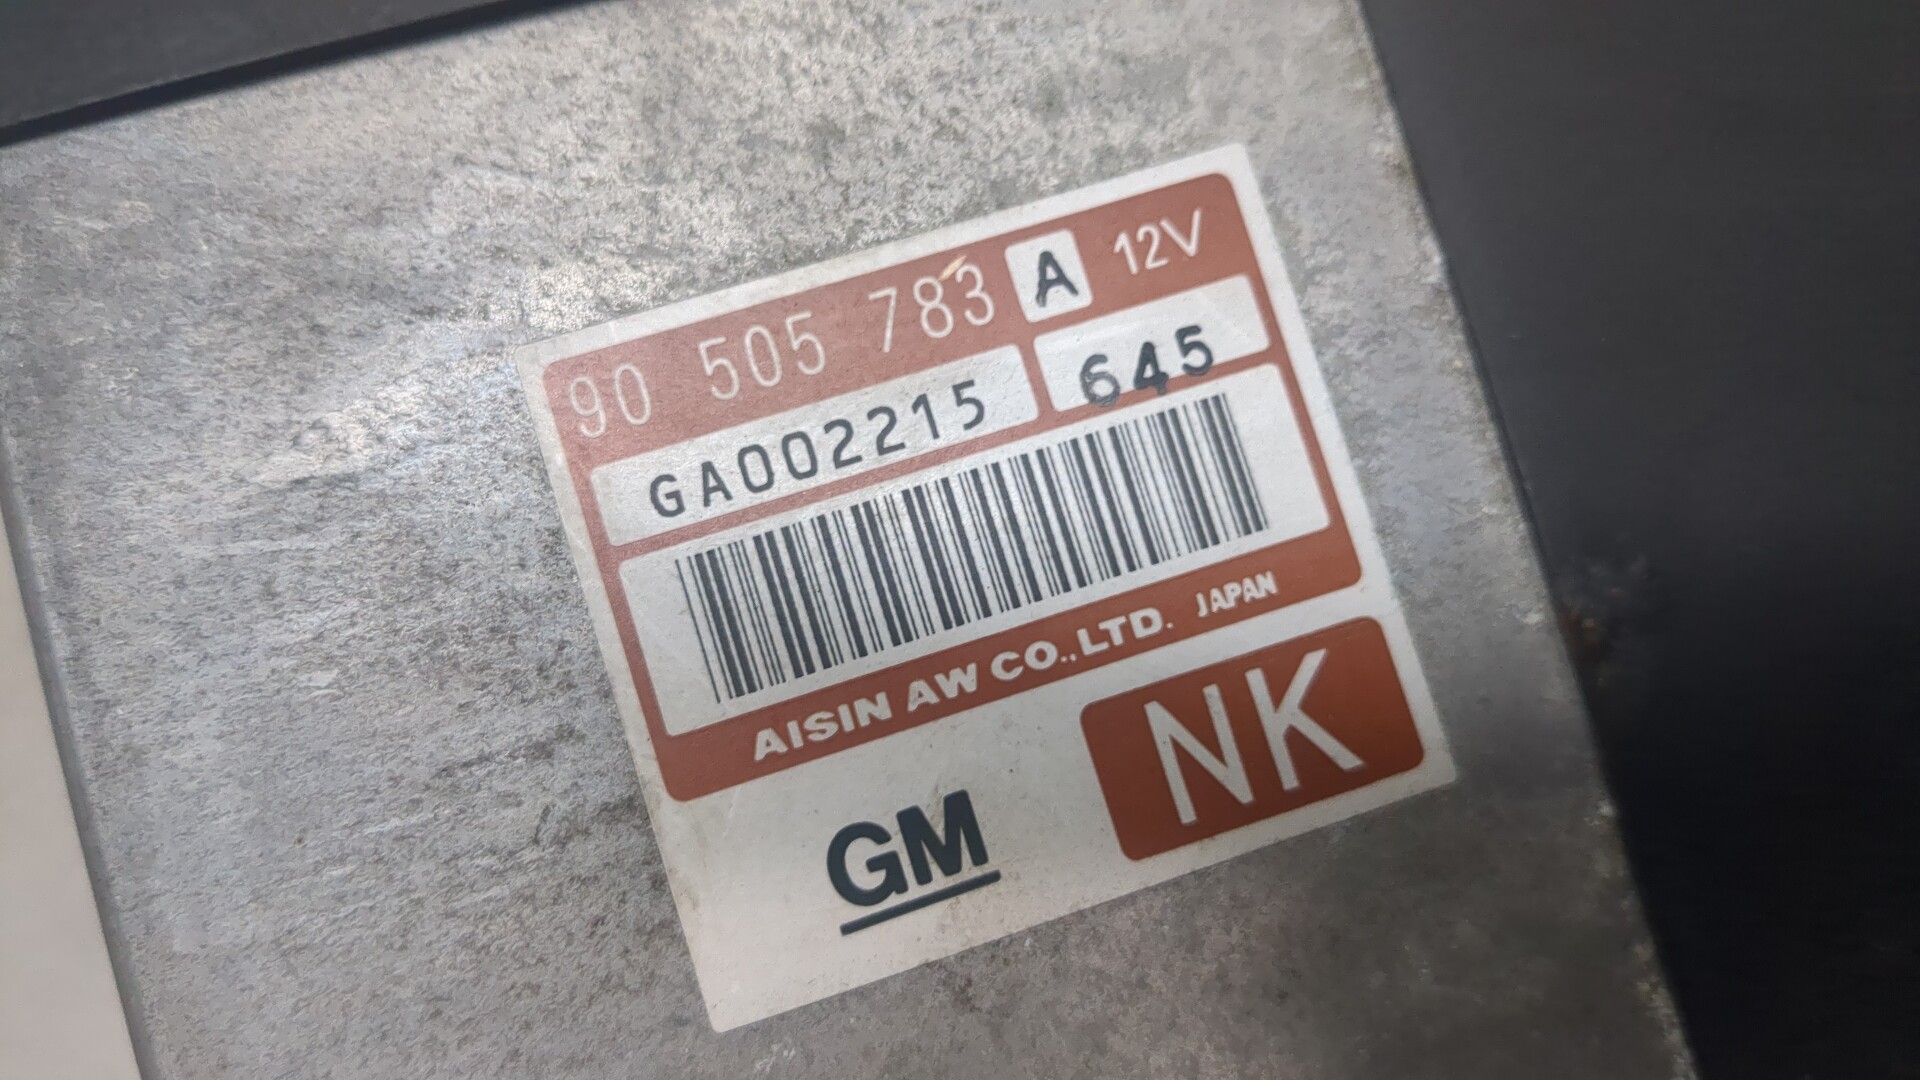 90 505 783 A 12V
GA002215 645
AISIN AW CO.,LTD. JAPAN
GM NK